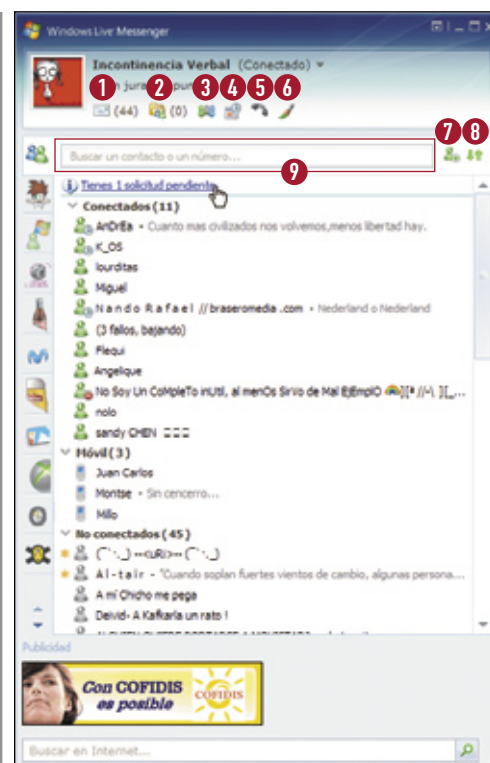 Windows Live Messenger
Incontinencia Verbal (Conectado)
1 2 3 4 5 6
(44) (0)
7 8
Buscar un contacto o un número...
9
Tienes 1 solicitud pendiente
Conectados (11)
AnDrEa - Cuanto mas civilizados nos volvemos,menos libertad hay.
K_OS
lourditas
Miguel
Nando Rafael // braseromedia .com - Nederland o Nederland
(3 fallos, bajando)
Flequi
Angelique
No Soy Un CoMpleTo inUtil, al menOs SirVo de Mal EjEmplO
nolo
sandy CHEN
Móvil (3)
Juan Carlos
Montse - Sin cencerro...
Millo
No conectados (45)
Al-tair - "Cuando soplan fuertes vientos de cambio, algunas persona...
A mi Chicho me pega
Deivid- A Kafkarla un rato !
Publicidad
Con COFIDIS es posible
COFIDIS
Buscar en Internet...